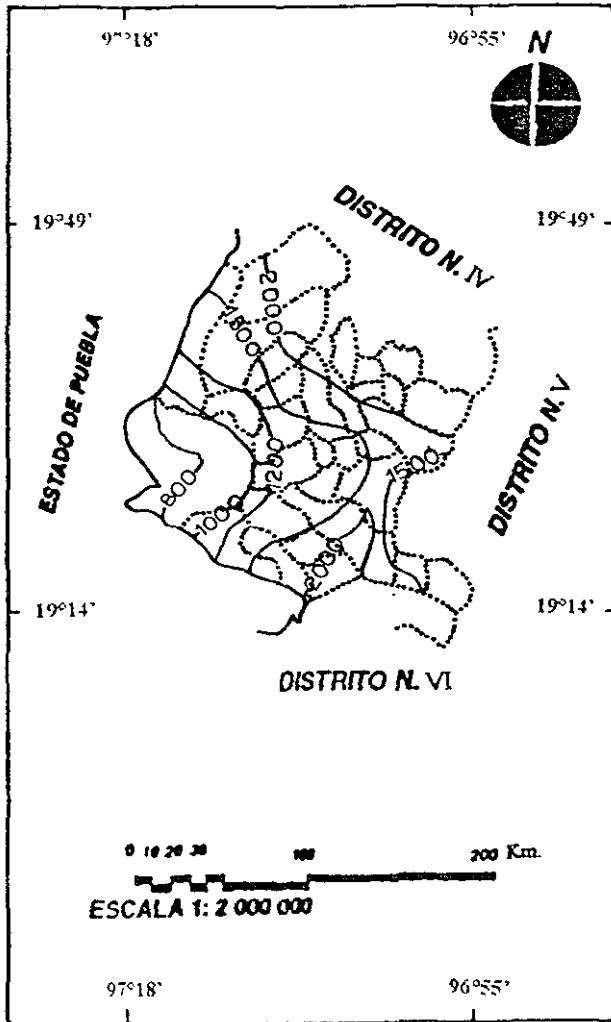 97°18' 96°55'
N
19°49' 19°49'
DISTRITO N. IV
2000
1800
ESTADO DE PUEBLA
DISTRITO N. V
1200
1500
800
1000
2000
19°14' 19°14'
DISTRITO N. VI
0 10 20 30 100 200 Km.
ESCALA 1: 2 000 000
97°18' 96°55'